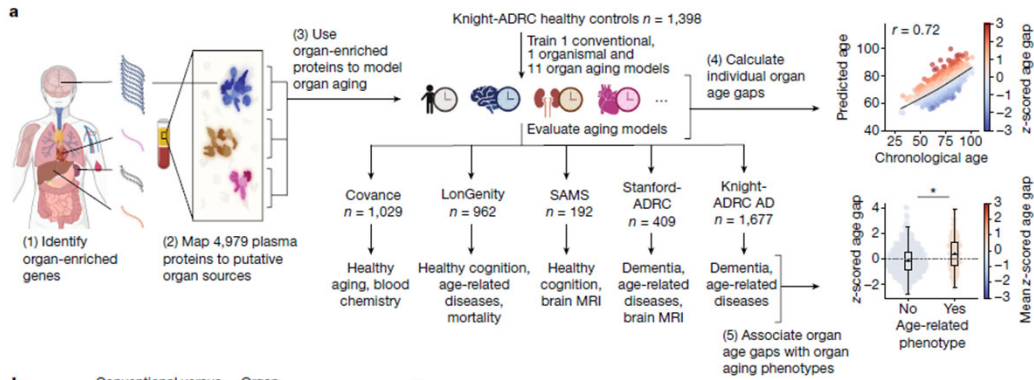 a
Knight-ADRC healthy controls n = 1,398
(3) Use
organ-enriched
proteins to model
organ aging
Train 1 conventional,
1 organismal and
11 organ aging models
(4) Calculate
individual organ
age gaps
...
Evaluate aging models
(1) Identify
organ-enriched
genes
(2) Map 4,979 plasma
proteins to putative
organ sources
Covance
n = 1,029
LonGenity
n = 962
SAMS
n = 192
Stanford-
ADRC
n = 409
Knight-
ADRC AD
n = 1,677
Healthy
aging, blood
chemistry
Healthy cognition,
age-related
diseases,
mortality
Healthy
cognition,
brain MRI
Dementia,
age-related
diseases,
brain MRI
Dementia,
age-related
diseases
(5) Associate organ
age gaps with organ
aging phenotypes
r = 0.72
Predicted age
100
80
60
40
25 50 75 100
Chronological age
3
2
1
0
−1
−2
−3
z-scored age gap
*
z-scored age gap
4
2
0
−2
No Yes
Age-related
phenotype
3
2
1
0
−1
−2
−3
Mean z-scored age gap